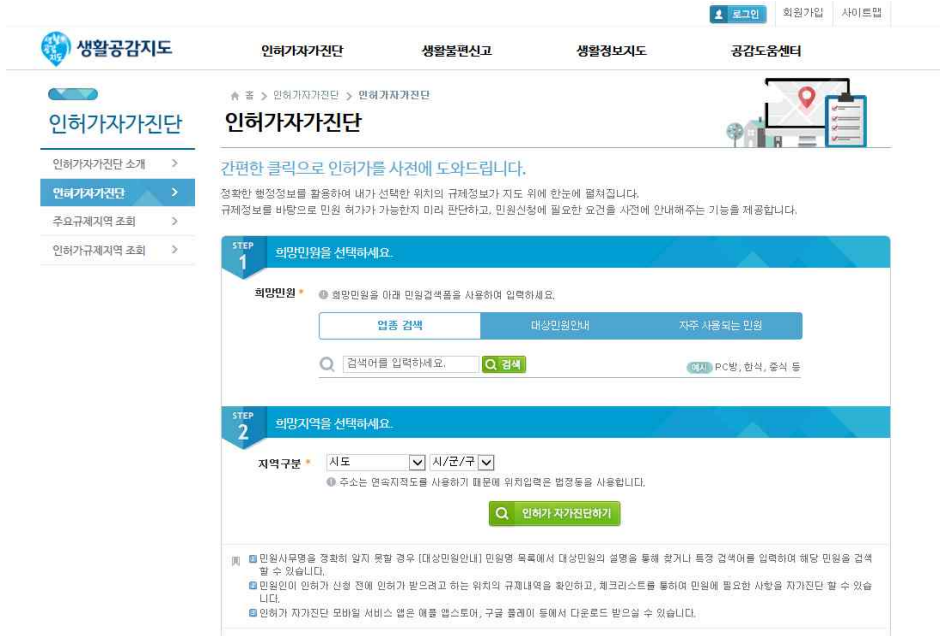 로그인 회원가입 사이트맵
생활공감지도
인허가자가진단 생활불편신고 생활정보지도 공감도움센터
인허가자가진단
인허가자가진단 소개 >
인허가자가진단 >
주요규제지역 조회 >
인허가규제지역 조회 >
홈 > 인허가자가진단 > 인허가자가진단
인허가자가진단
간편한 클릭으로 인허가를 사전에 도와드립니다.
정확한 행정정보를 활용하여 내가 선택한 위치의 규제정보가 지도 위에 한눈에 펼쳐집니다.
규제정보를 바탕으로 민원 허가가 가능한지 미리 판단하고, 민원신청에 필요한 요건을 사전에 안내해주는 기능을 제공합니다.
STEP 1 희망민원을 선택하세요.
희망민원 * 희망민원을 아래 민원검색폼을 사용하여 입력하세요.
업종 검색 대상민원안내 자주 사용되는 민원
검색어를 입력하세요. 검색 예시 PC방, 한식, 중식 등
STEP 2 희망지역을 선택하세요.
지역구분 * 시도 시/군/구
주소는 연속지적도를 사용하기 때문에 위치입력은 법정동을 사용합니다.
인허가 자가진단하기
민원사무명을 정확히 알지 못할 경우 [대상민원안내] 민원명 목록에서 대상민원의 설명을 통해 찾거나 특정 검색어를 입력하여 해당 민원을 검색
할 수 있습니다.
민원인이 인허가 신청 전에 인허가 받으려고 하는 위치의 규제내역을 확인하고, 체크리스트를 통하여 민원에 필요한 사항을 자가진단 할 수 있습
니다.
인허가 자가진단 모바일 서비스 앱은 애플 앱스토어, 구글 플레이 등에서 다운로드 받으실 수 있습니다.